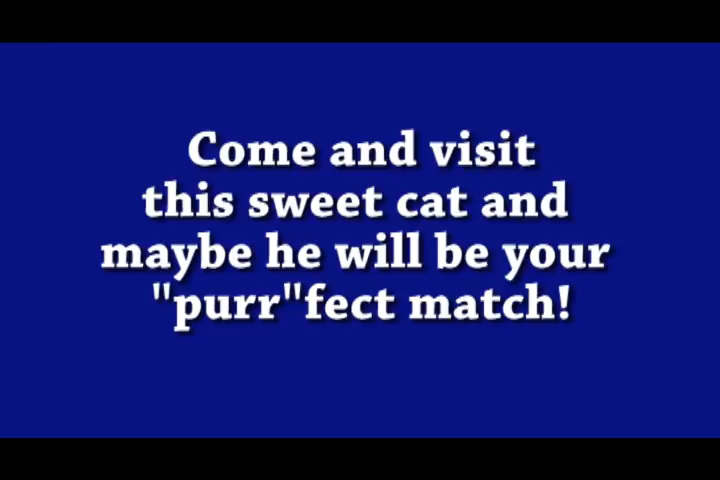 Come and visit
this sweet cat and
maybe he will be your
"purr"fect match!